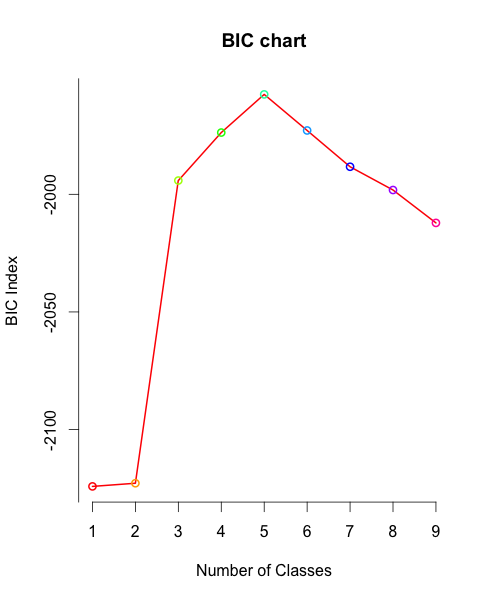 BIC chart
BIC Index
-2000
-2050
-2100
1 2 3 4 5 6 7 8 9
Number of Classes